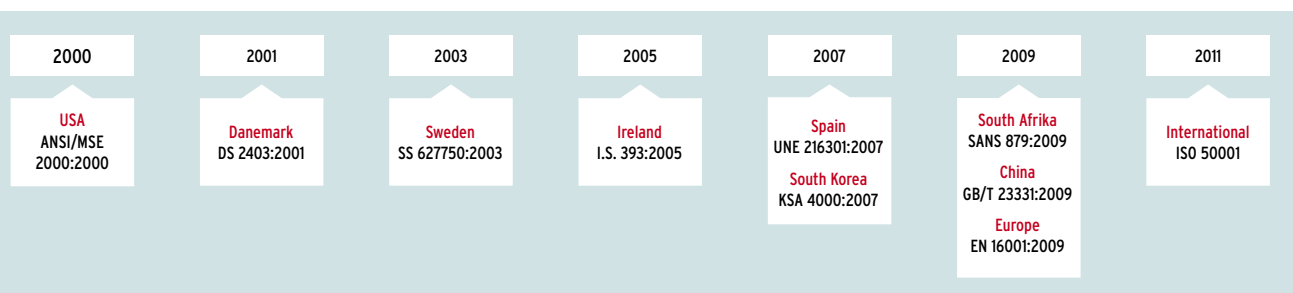 2000
USA
ANSI/MSE
2000:2000
2001
Danemark
DS 2403:2001
2003
Sweden
SS 627750:2003
2005
Ireland
I.S. 393:2005
2007
Spain
UNE 216301:2007
South Korea
KSA 4000:2007
2009
South Afrika
SANS 879:2009
China
GB/T 23331:2009
Europe
EN 16001:2009
2011
International
ISO 50001